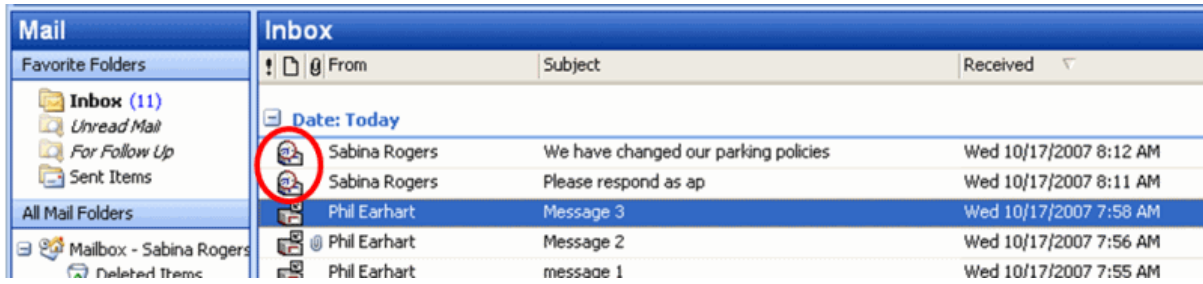 Mail
Inbox
Favorite Folders
! From Subject Received
Inbox (11)
Unread Mail
For Follow Up
Sent Items
All Mail Folders
Mailbox - Sabina Rogers
Deleted Items
Date: Today
Sabina Rogers We have changed our parking policies Wed 10/17/2007 8:12 AM
Sabina Rogers Please respond as ap Wed 10/17/2007 8:11 AM
Phil Earhart Message 3 Wed 10/17/2007 7:58 AM
Phil Earhart Message 2 Wed 10/17/2007 7:56 AM
Phil Earhart message 1 Wed 10/17/2007 7:55 AM